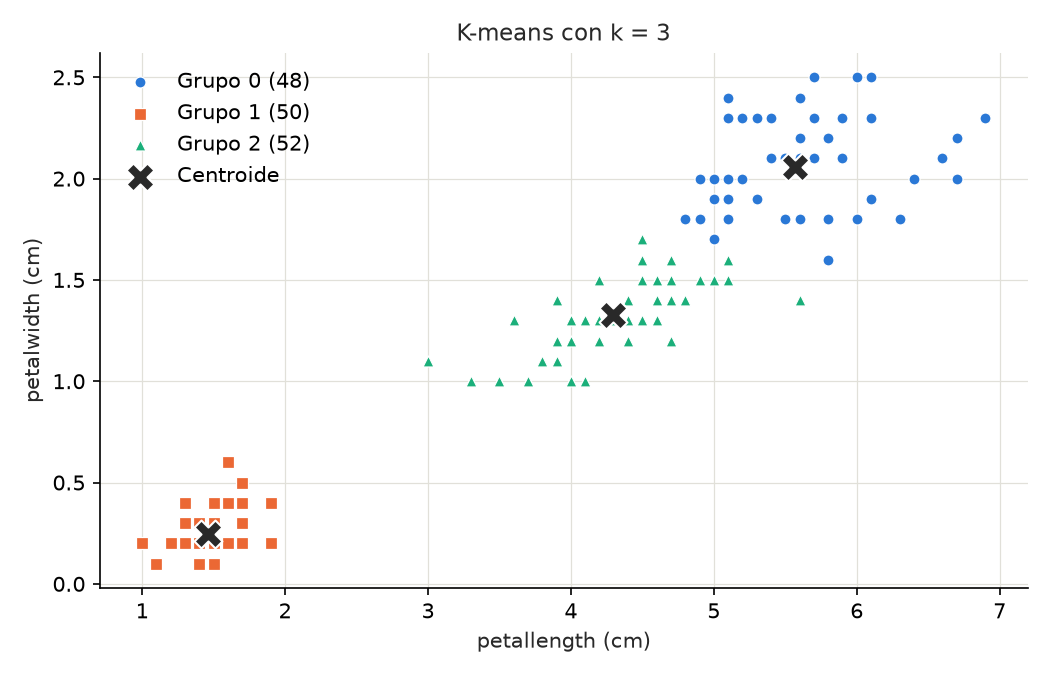 K-means con k = 3
Grupo 0 (48)
Grupo 1 (50)
Grupo 2 (52)
Centroide
petalwidth (cm)
2.5
2.0
1.5
1.0
0.5
0.0
1 2 3 4 5 6 7
petallength (cm)